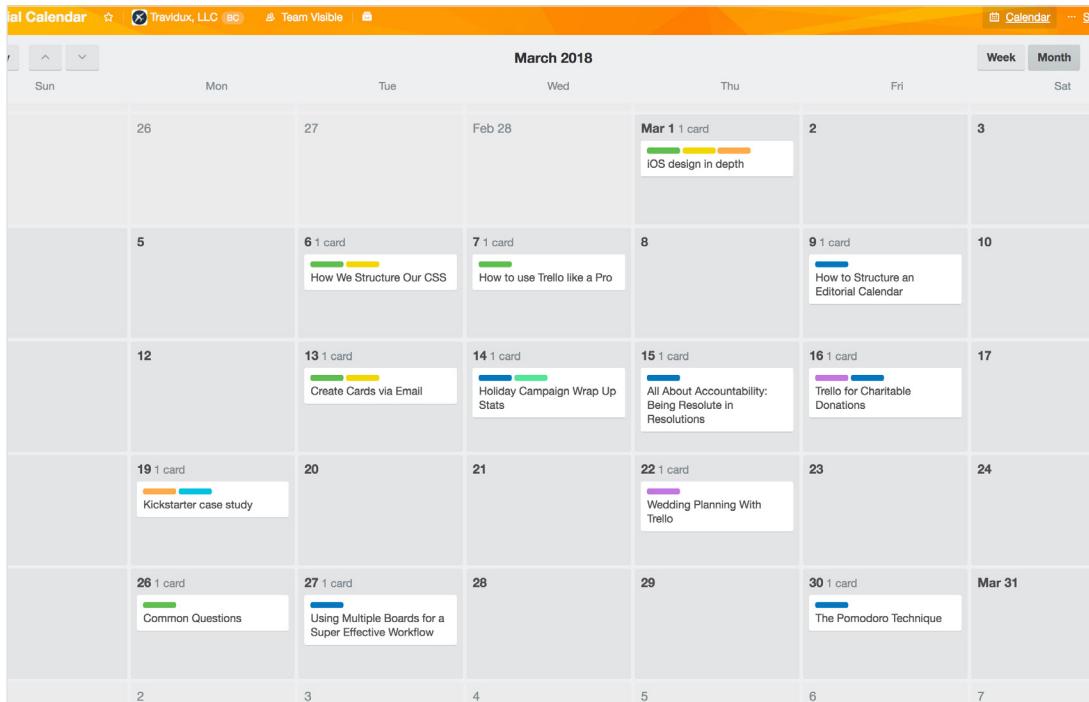 ial Calendar Travidux, LLC BC Team Visible Calendar ... S
March 2018 Week Month
Sun Mon Tue Wed Thu Fri Sat
26 27 Feb 28 Mar 1 1 card 2 3
iOS design in depth
5 6 1 card 7 1 card 8 9 1 card 10
How We Structure Our CSS How to use Trello like a Pro How to Structure an
Editorial Calendar
12 13 1 card 14 1 card 15 1 card 16 1 card 17
Create Cards via Email Holiday Campaign Wrap Up All About Accountability: Trello for Charitable
Stats Being Resolute in Donations
Resolutions
19 1 card 20 21 22 1 card 23 24
Kickstarter case study Wedding Planning With
Trello
26 1 card 27 1 card 28 29 30 1 card Mar 31
Common Questions Using Multiple Boards for a The Pomodoro Technique
Super Effective Workflow
2 3 4 5 6 7